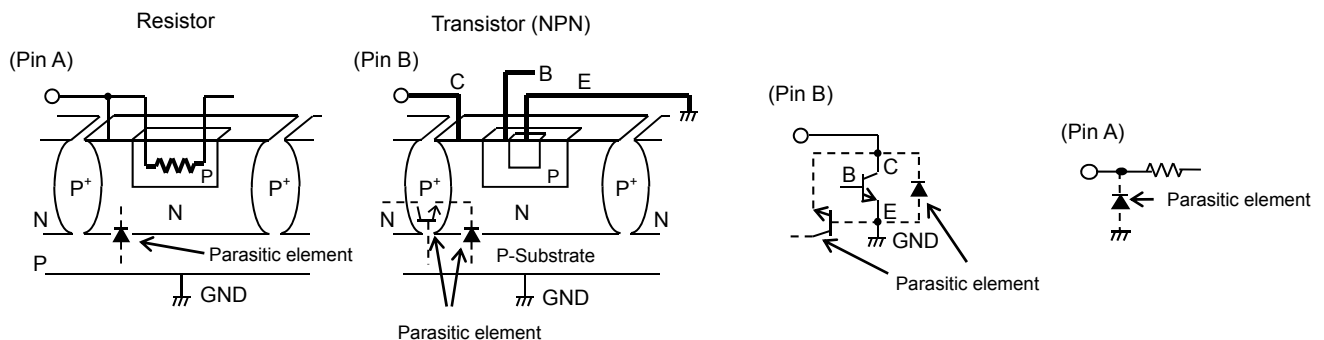 Resistor
(Pin A)
P⁺
P
P⁺
N
N
P
Parasitic element
GND
Transistor (NPN)
(Pin B)
C
B
E
P⁺
P
P⁺
N
N
N
P-Substrate
GND
Parasitic element
(Pin B)
C
B
E
GND
Parasitic element
(Pin A)
Parasitic element